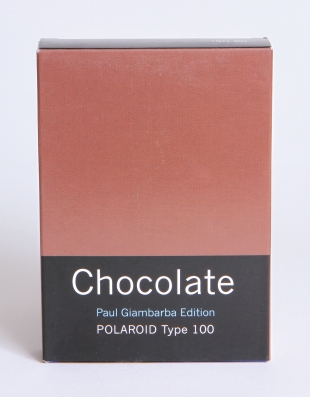 Chocolate
Paul Giambarba Edition
POLAROID Type 100